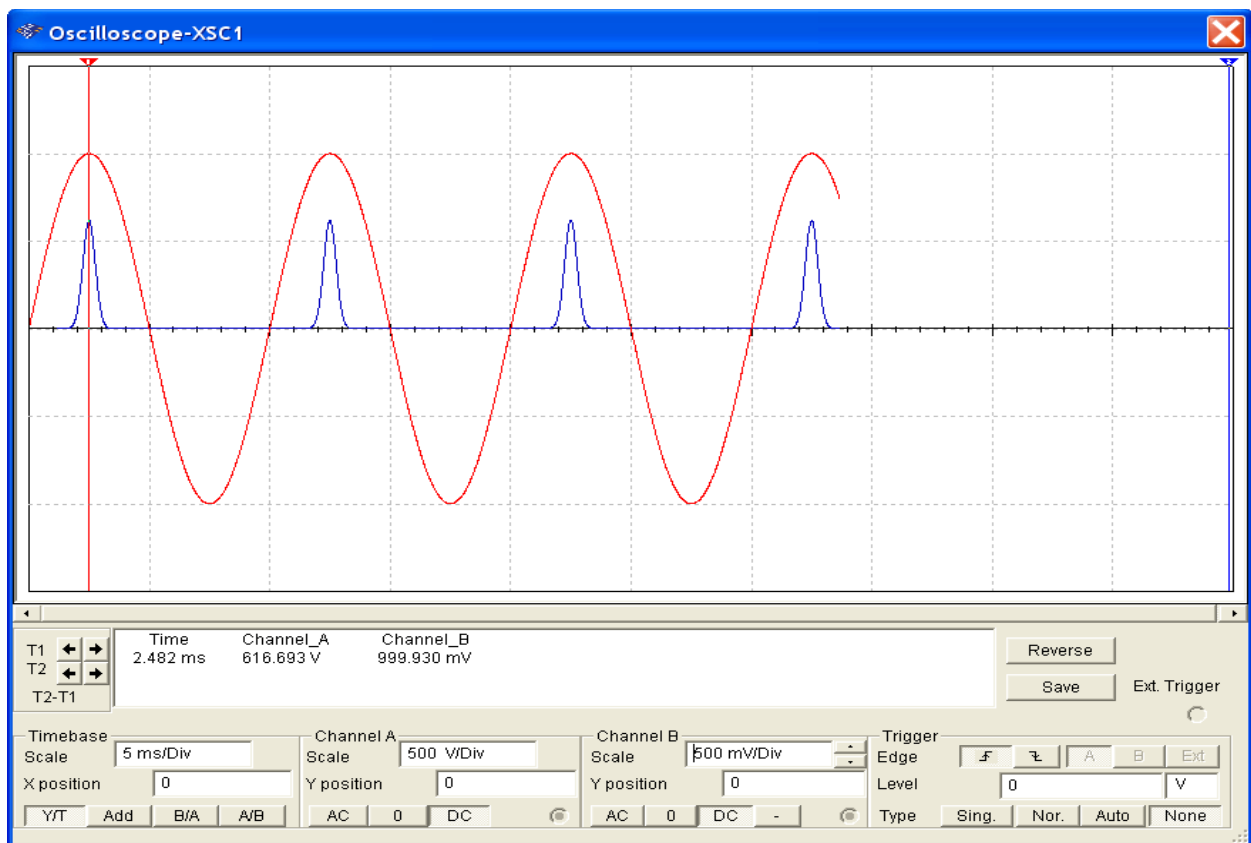 Oscilloscope-XSC1
1
2
Time Channel_A Channel_B
T1 2.482 ms 616.693 V 999.930 mV
T2
T2-T1
Reverse
Save
Ext. Trigger
Timebase
Scale 5 ms/Div
X position 0
Y/T Add B/A A/B
Channel A
Scale 500 V/Div
Y position 0
AC 0 DC
Channel B
Scale 500 mV/Div
Y position 0
AC 0 DC -
Trigger
Edge A B Ext
Level 0 V
Type Sing. Nor. Auto None